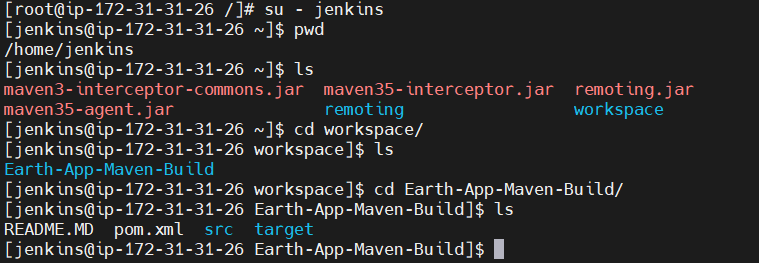 [root@ip-172-31-31-26 /]# su - jenkins
[jenkins@ip-172-31-31-26 ~]$ pwd
/home/jenkins
[jenkins@ip-172-31-31-26 ~]$ ls
maven3-interceptor-commons.jar  maven35-interceptor.jar  remoting.jar
maven35-agent.jar               remoting                 workspace
[jenkins@ip-172-31-31-26 ~]$ cd workspace/
[jenkins@ip-172-31-31-26 workspace]$ ls
Earth-App-Maven-Build
[jenkins@ip-172-31-31-26 workspace]$ cd Earth-App-Maven-Build/
[jenkins@ip-172-31-31-26 Earth-App-Maven-Build]$ ls
README.MD  pom.xml  src  target
[jenkins@ip-172-31-31-26 Earth-App-Maven-Build]$